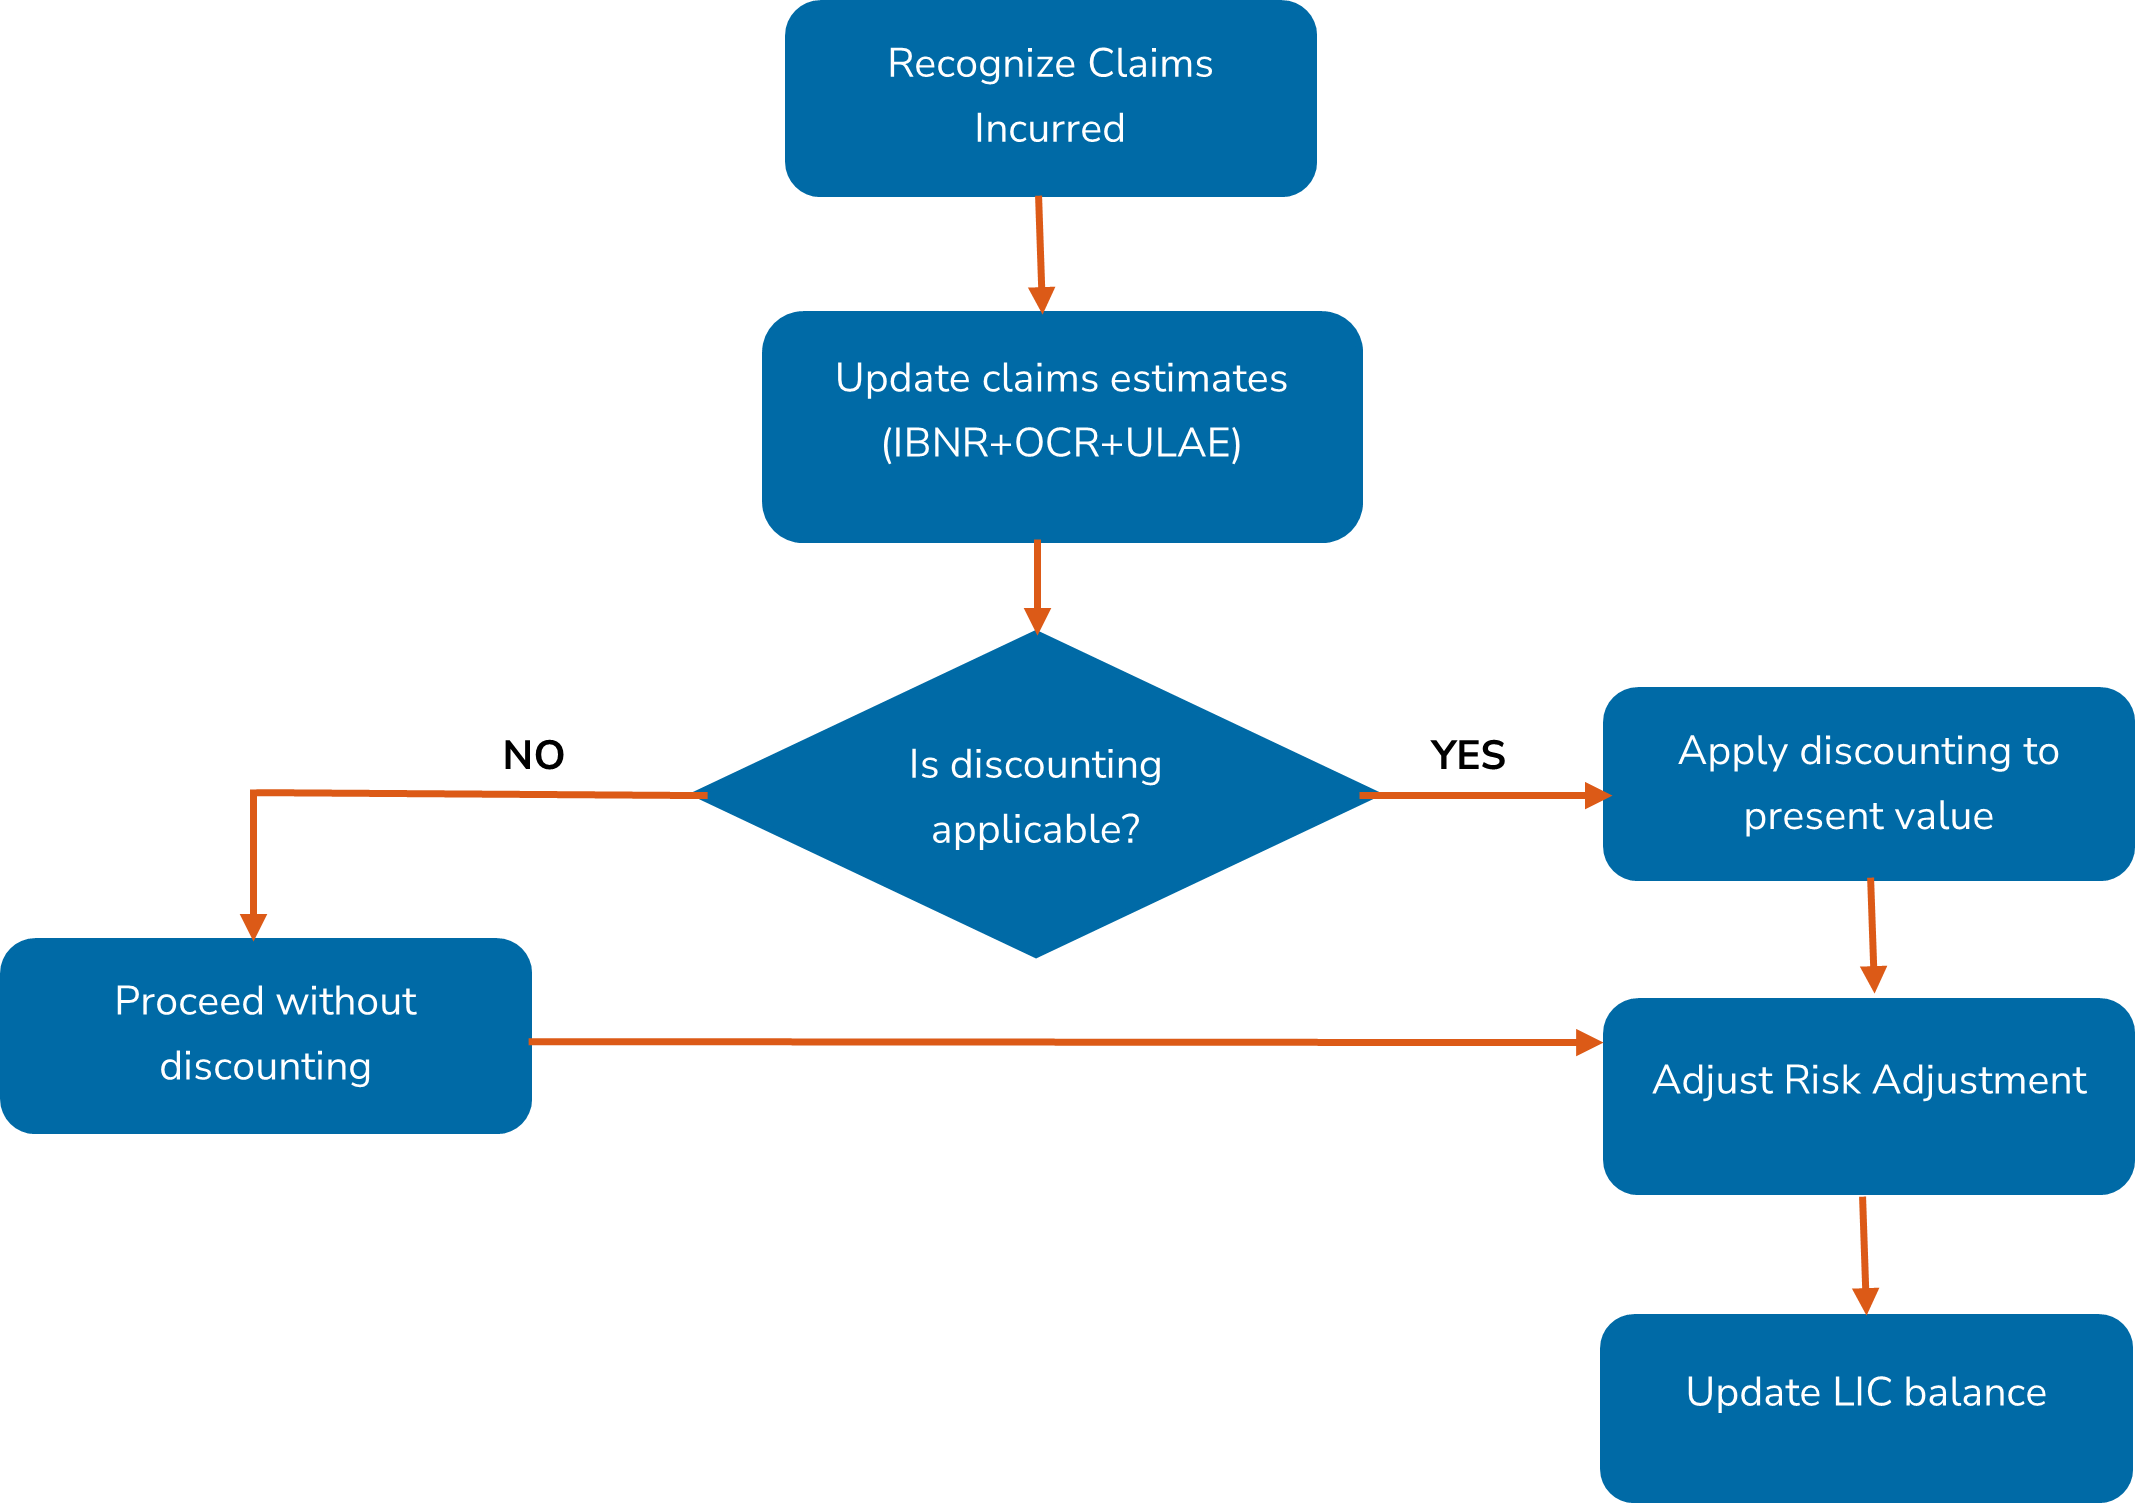 Recognize Claims
Incurred
Update claims estimates
(IBNR+OCR+ULAE)
Is discounting
applicable?
NO
YES
Apply discounting to
present value
Proceed without
discounting
Adjust Risk Adjustment
Update LIC balance